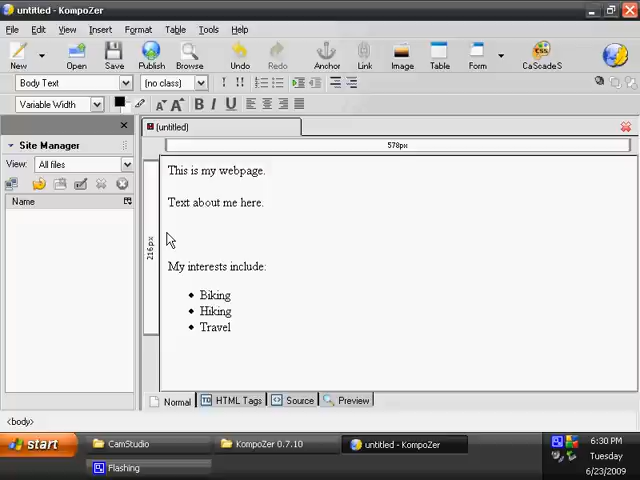 untitled - KompoZer
File Edit View Insert Format Table Tools Help
New Open Save Publish Browse Undo Redo Anchor Link Image Table Form CaScadeS
Body Text (no class)
Variable Width
Site Manager
View: All files
Name
(untitled)
578px
216px
This is my webpage.
Text about me here.
My interests include:
Biking
Hiking
Travel
Normal HTML Tags Source Preview
<body>
start CamStudio KompoZer 0.7.10 untitled - KompoZer
Flashing
6:30 PM
Tuesday
6/23/2009